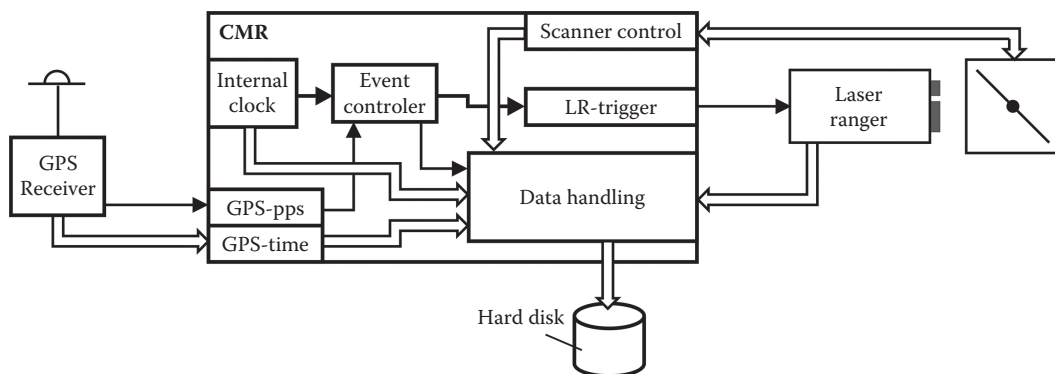 CMR
Scanner control
Internal
clock
Event
controler
LR-trigger
Laser
ranger
GPS
Receiver
Data handling
GPS-pps
GPS-time
Hard disk